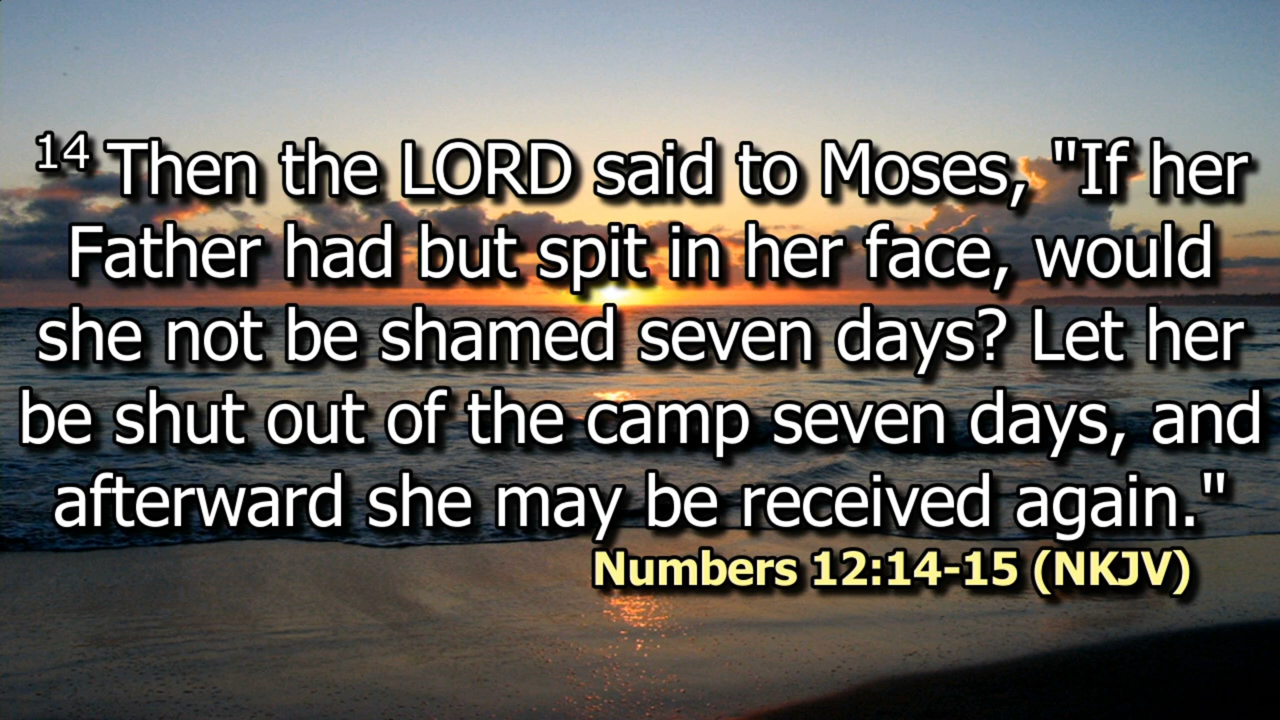 14 Then the LORD said to Moses, "If her
Father had but spit in her face, would
she not be shamed seven days? Let her
be shut out of the camp seven days, and
afterward she may be received again."
Numbers 12:14-15 (NKJV)